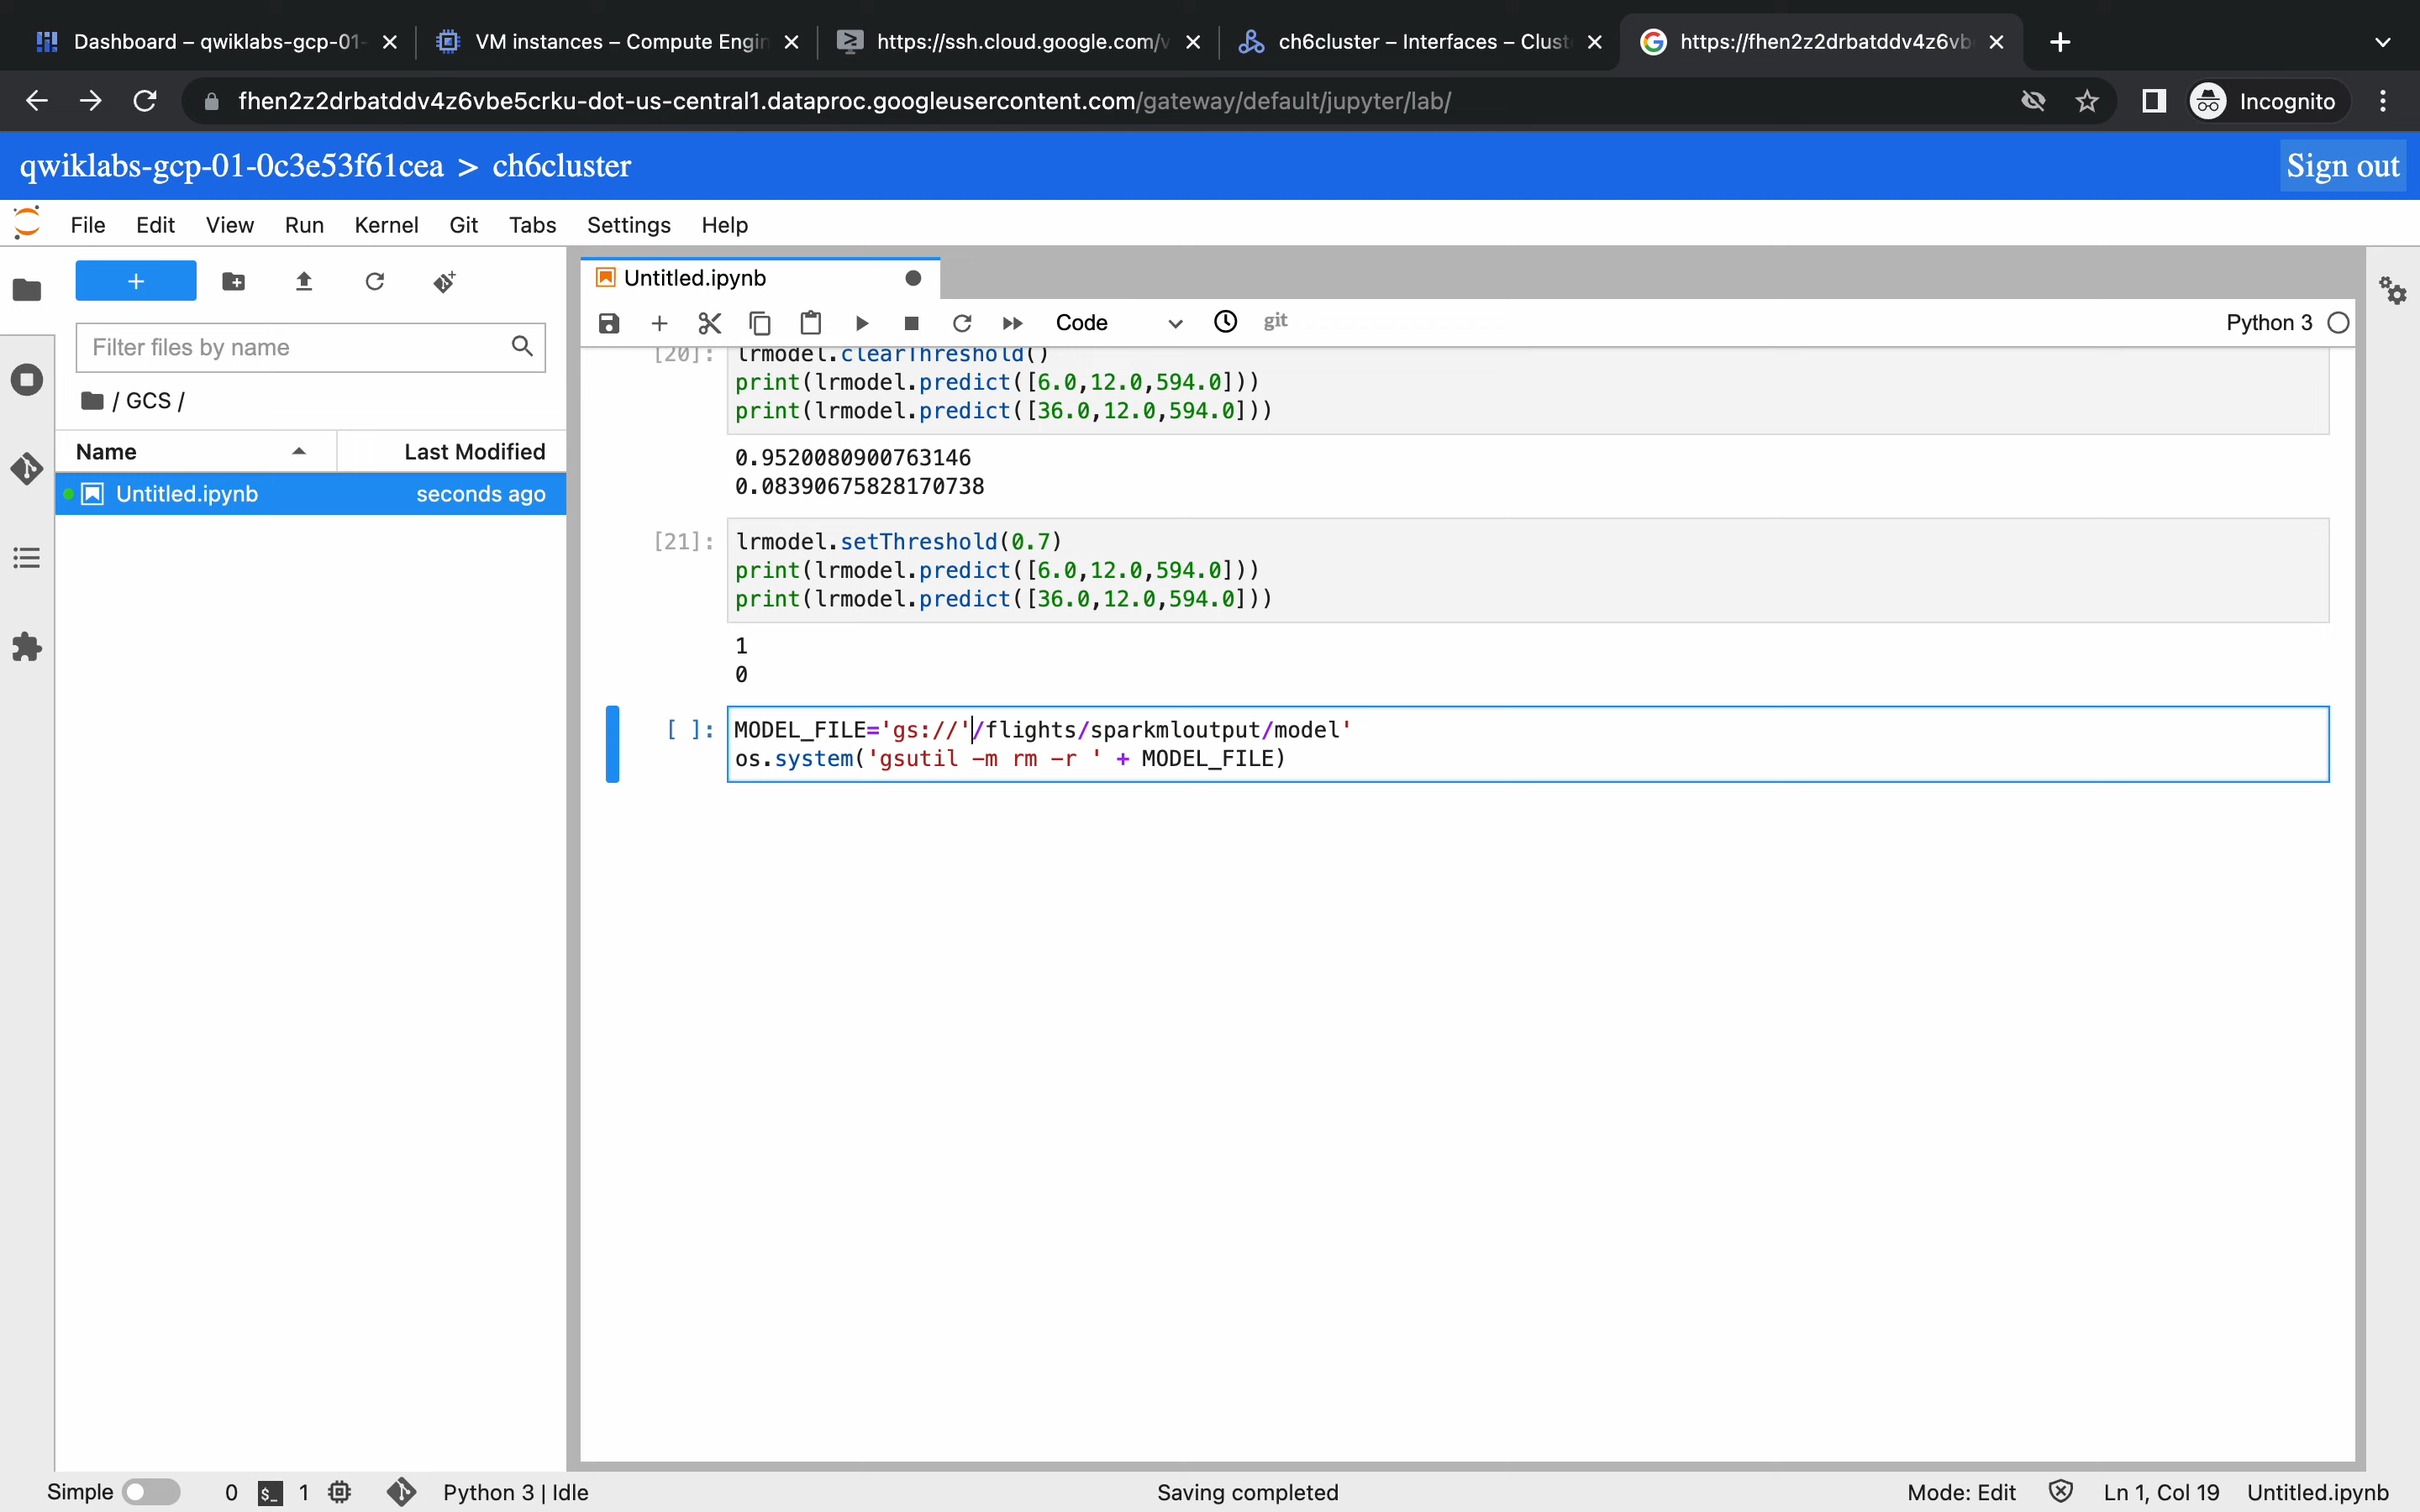 Dashboard – qwiklabs-gcp-01-
VM instances – Compute Engin
https://ssh.cloud.google.com/v
ch6cluster – Interfaces – Clust
https://fhen2z2drbatddv4z6vb
fhen2z2drbatddv4z6vbe5crku-dot-us-central1.dataproc.googleusercontent.com/gateway/default/jupyter/lab/
Incognito
qwiklabs-gcp-01-0c3e53f61cea > ch6cluster
Sign out
File Edit View Run Kernel Git Tabs Settings Help
+
Untitled.ipynb
Code
git
Python 3
Filter files by name
/ GCS /
Name
Last Modified
Untitled.ipynb
seconds ago
[20]: lrmodel.clearThreshold()
print(lrmodel.predict([6.0,12.0,594.0]))
print(lrmodel.predict([36.0,12.0,594.0]))
0.9520080900763146
0.08390675828170738
[21]: lrmodel.setThreshold(0.7)
print(lrmodel.predict([6.0,12.0,594.0]))
print(lrmodel.predict([36.0,12.0,594.0]))
1
0
[ ]: MODEL_FILE='gs://'/flights/sparkmloutput/model'
os.system('gsutil -m rm -r ' + MODEL_FILE)
Simple 0 $_ 1 Python 3 | Idle
Saving completed
Mode: Edit Ln 1, Col 19 Untitled.ipynb